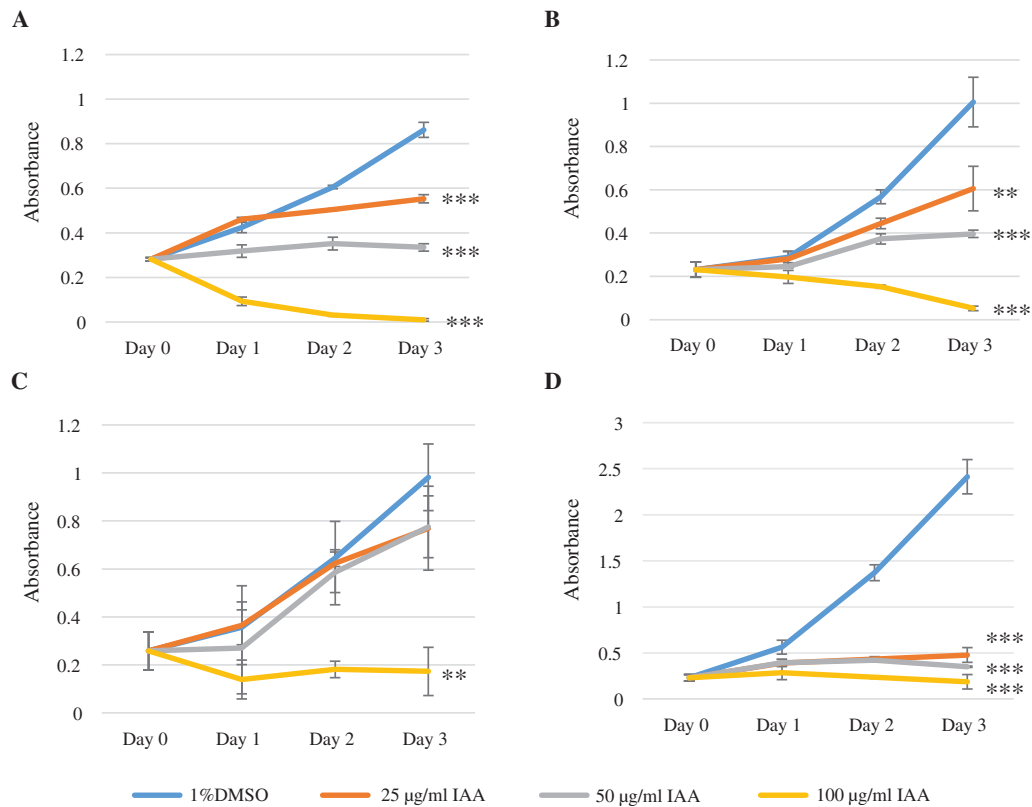 A
Absorbance
1.2
1
0.8
0.6
0.4
0.2
0
***
***
***
Day 0 Day 1 Day 2 Day 3
B
Absorbance
1.2
1
0.8
0.6
0.4
0.2
0
**
***
***
Day 0 Day 1 Day 2 Day 3
C
Absorbance
1.2
1
0.8
0.6
0.4
0.2
0
**
Day 0 Day 1 Day 2 Day 3
D
Absorbance
3
2.5
2
1.5
1
0.5
0
***
***
***
Day 0 Day 1 Day 2 Day 3
1%DMSO 25 µg/ml IAA 50 µg/ml IAA 100 µg/ml IAA